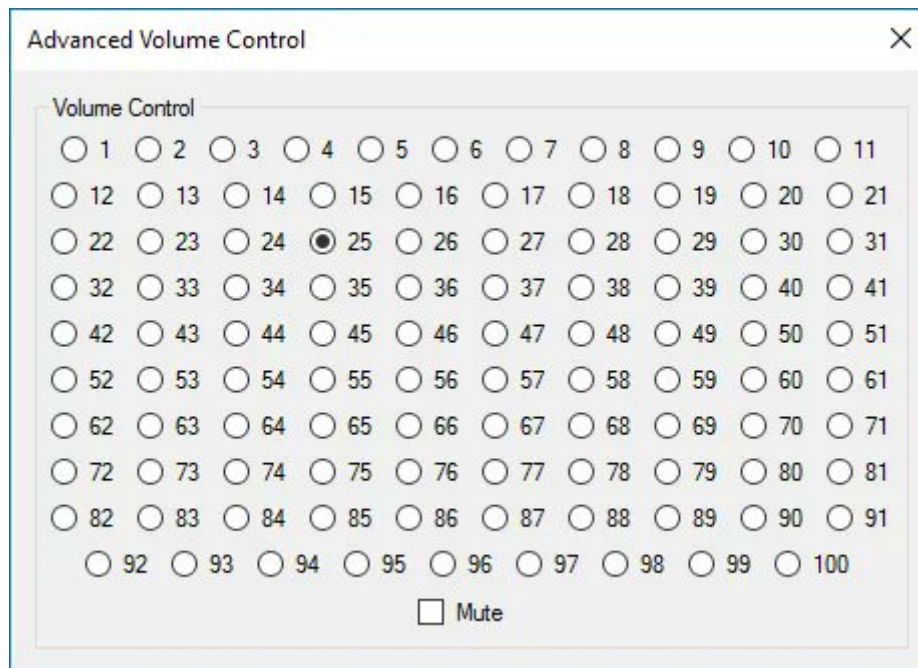 Advanced Volume Control
Volume Control
1 2 3 4 5 6 7 8 9 10 11
12 13 14 15 16 17 18 19 20 21
22 23 24 25 26 27 28 29 30 31
32 33 34 35 36 37 38 39 40 41
42 43 44 45 46 47 48 49 50 51
52 53 54 55 56 57 58 59 60 61
62 63 64 65 66 67 68 69 70 71
72 73 74 75 76 77 78 79 80 81
82 83 84 85 86 87 88 89 90 91
92 93 94 95 96 97 98 99 100
Mute